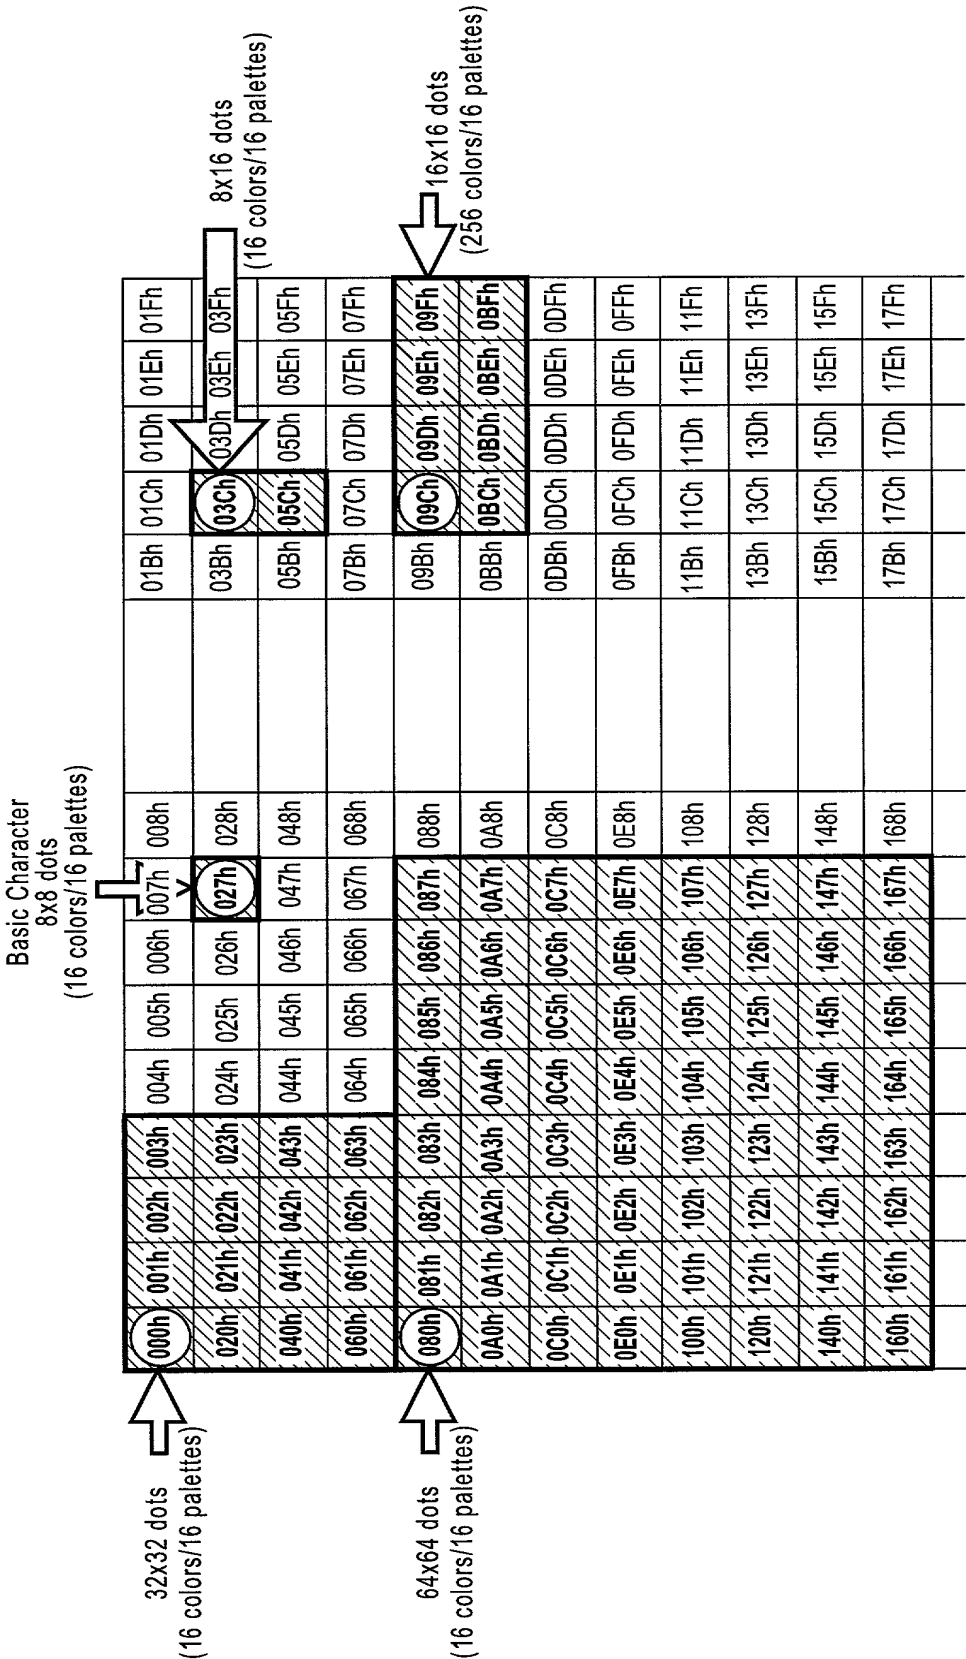 Basic Character
8x8 dots
(16 colors/16 palettes)
32x32 dots
(16 colors/16 palettes)
8x16 dots
(16 colors/16 palettes)
000h 001h 002h 003h 004h 005h 006h 007h 008h 01Bh 01Ch 01Dh 01Eh 01Fh
020h 021h 022h 023h 024h 025h 026h 027h 028h 03Bh 03Ch 03Dh 03Eh 03Fh
040h 041h 042h 043h 044h 045h 046h 047h 048h 05Bh 05Ch 05Dh 05Eh 05Fh
060h 061h 062h 063h 064h 065h 066h 067h 068h 07Bh 07Ch 07Dh 07Eh 07Fh
64x64 dots
(16 colors/16 palettes)
16x16 dots
(256 colors/16 palettes)
080h 081h 082h 083h 084h 085h 086h 087h 088h 09Bh 09Ch 09Dh 09Eh 09Fh
0A0h 0A1h 0A2h 0A3h 0A4h 0A5h 0A6h 0A7h 0A8h 0BBh 0BCh 0BDh 0BEh 0BFh
0C0h 0C1h 0C2h 0C3h 0C4h 0C5h 0C6h 0C7h 0C8h 0DBh 0DCh 0DDh 0DEh 0DFh
0E0h 0E1h 0E2h 0E3h 0E4h 0E5h 0E6h 0E7h 0E8h 0FBh 0FCh 0FDh 0FEh 0FFh
100h 101h 102h 103h 104h 105h 106h 107h 108h 11Bh 11Ch 11Dh 11Eh 11Fh
120h 121h 122h 123h 124h 125h 126h 127h 128h 13Bh 13Ch 13Dh 13Eh 13Fh
140h 141h 142h 143h 144h 145h 146h 147h 148h 15Bh 15Ch 15Dh 15Eh 15Fh
160h 161h 162h 163h 164h 165h 166h 167h 168h 17Bh 17Ch 17Dh 17Eh 17Fh